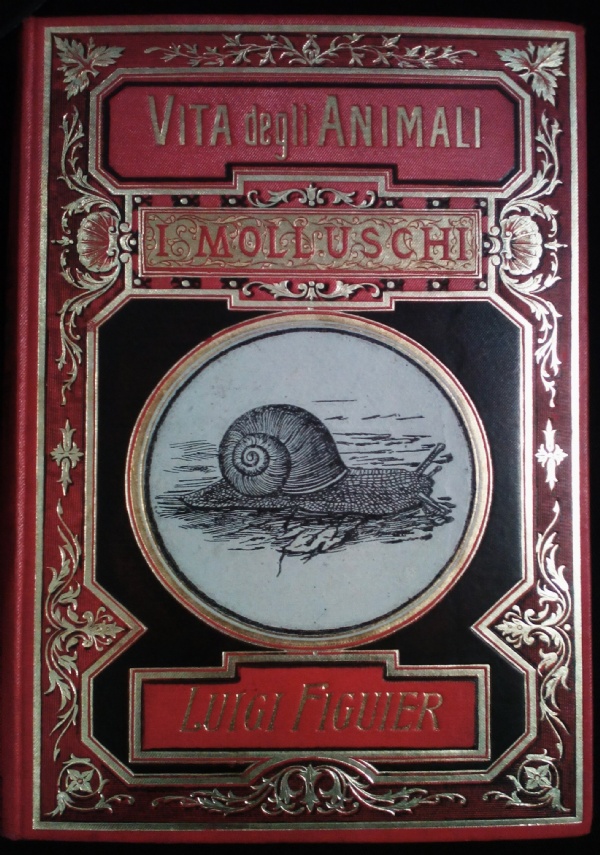 VITA degli ANIMALI
I MOLLUSCHI
LUIGI FIGUIER